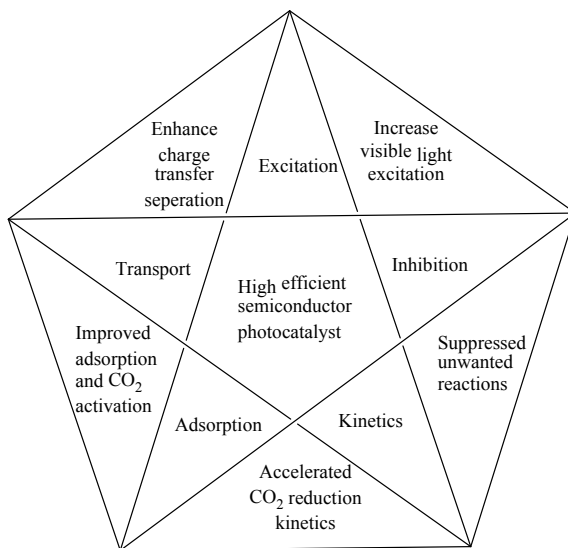 Enhance
charge
transfer
seperation
Increase
visible light
excitation
Excitation
Transport
Inhibition
High efficient
semiconductor
photocatalyst
Improved
adsorption
and CO₂
activation
Suppressed
unwanted
reactions
Adsorption
Kinetics
Accelerated
CO₂ reduction
kinetics